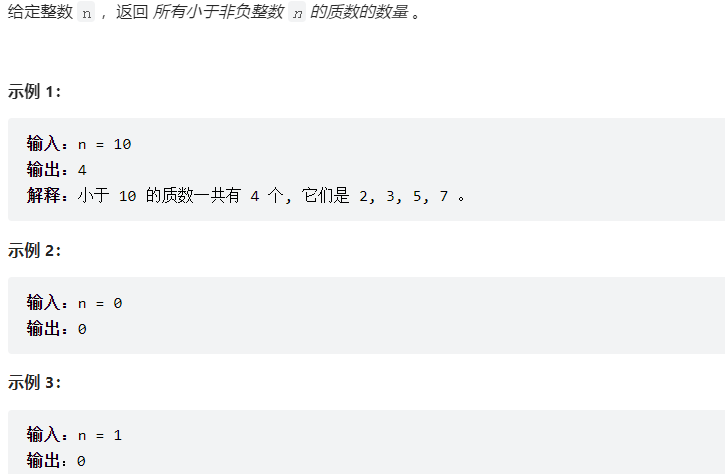 给定整数 n ，返回 所有小于非负整数 n 的质数的数量 。
示例 1：
输入：n = 10
输出：4
解释：小于 10 的质数一共有 4 个, 它们是 2, 3, 5, 7 。
示例 2：
输入：n = 0
输出：0
示例 3：
输入：n = 1
输出：0